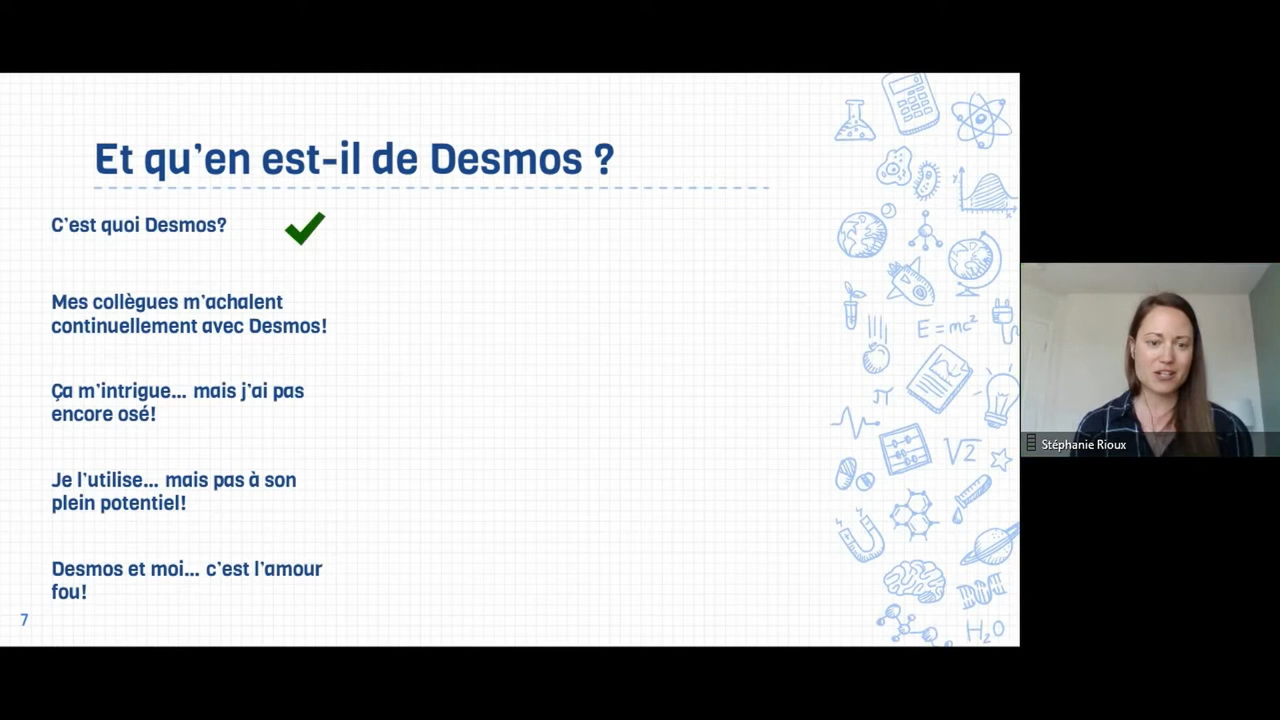 Et qu'en est-il de Desmos ?
C'est quoi Desmos?
Mes collègues m'achalent
continuellement avec Desmos!
Ça m'intrigue... mais j'ai pas
encore osé!
Je l'utilise... mais pas à son
plein potentiel!
Desmos et moi... c'est l'amour
fou!
7
y
x
E=mc²
π
√2
H₂O
Stéphanie Rioux